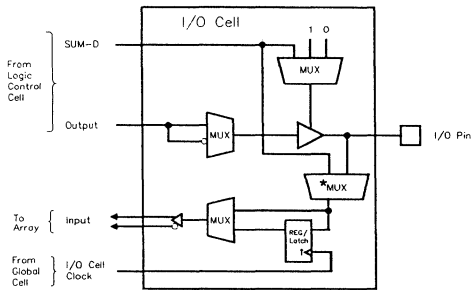 I/O Cell
SUM-D
1 0
From
Logic
Control
Cell
MUX
Output
MUX
I/O Pin
*MUX
To
Array
Input
MUX
REG/
Latch
From
Global
Cell
I/O Cell
Clock